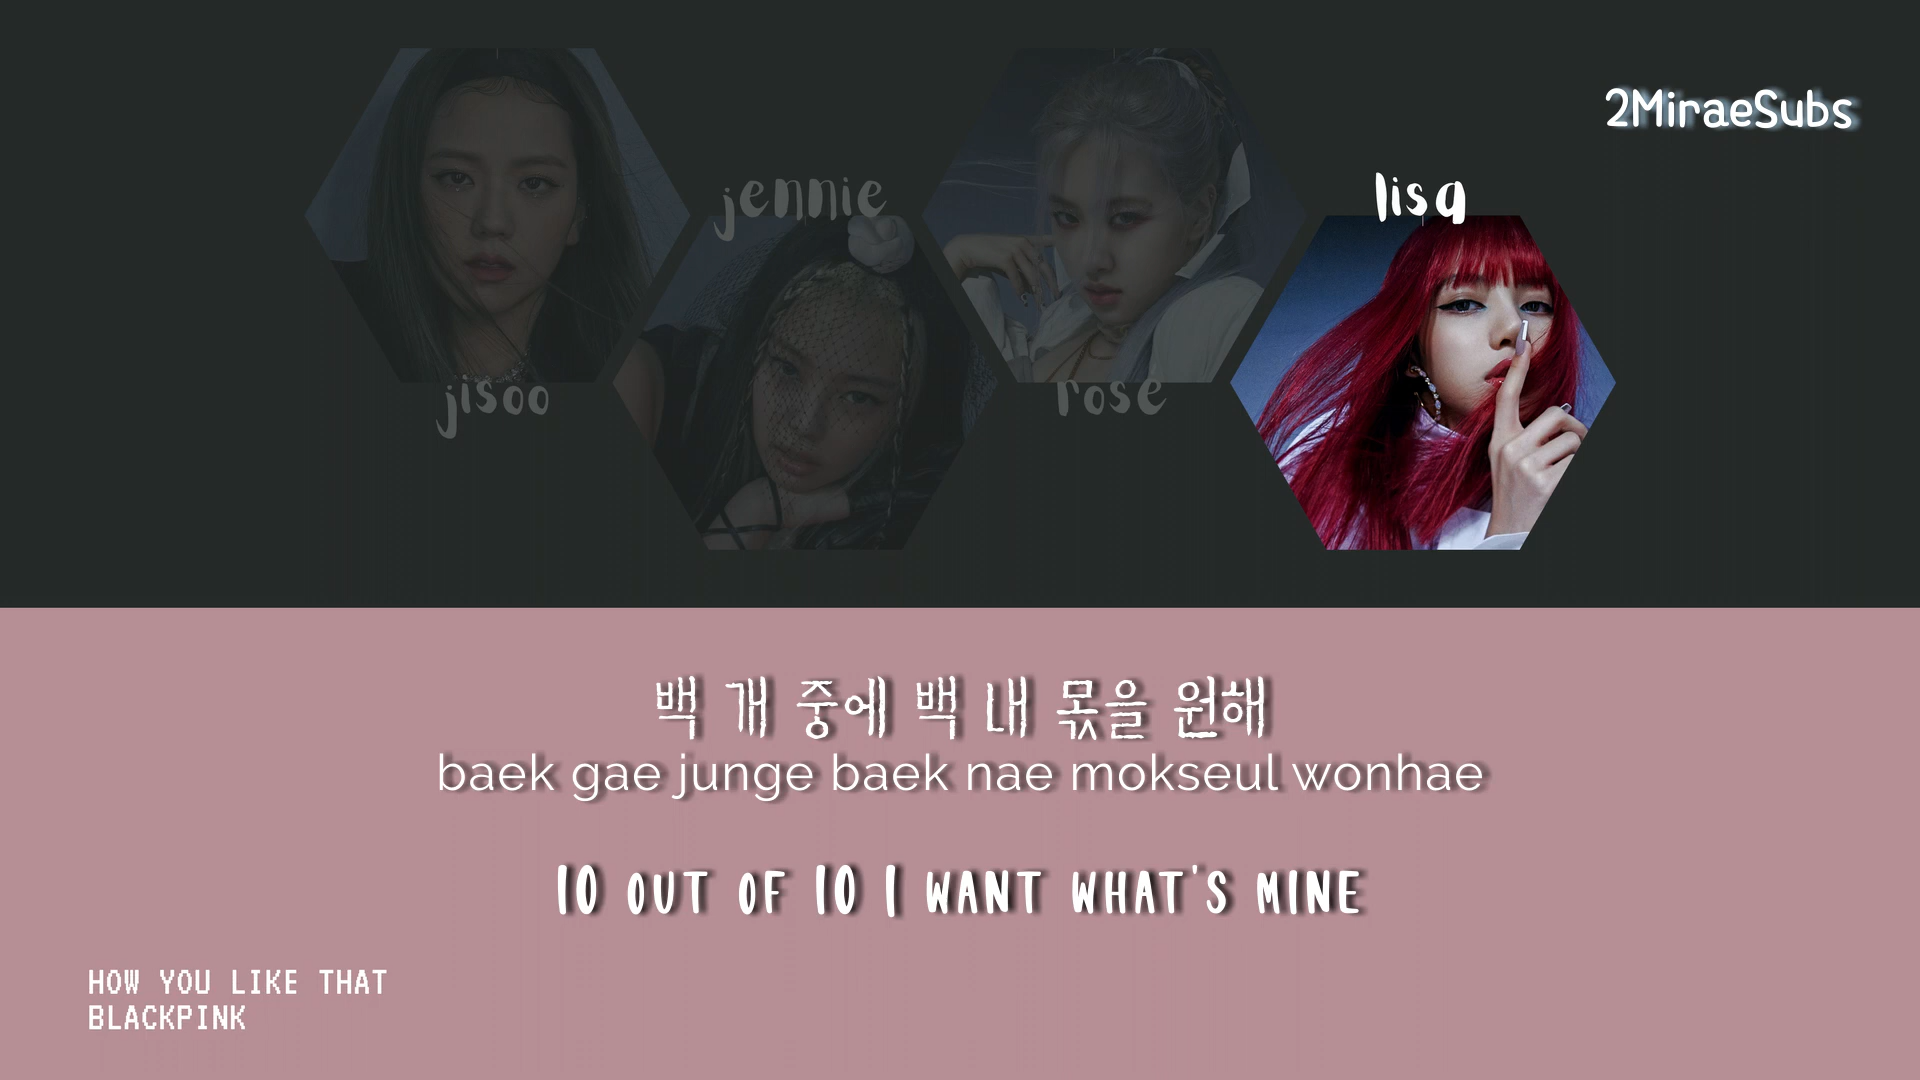 2MiraeSubs
jennie
lisa
jisoo
rose
백 개 중에 백 내 몫을 원해
baek gae junge baek nae mokseul wonhae
10 OUT OF 10 I WANT WHAT'S MINE
HOW YOU LIKE THAT
BLACKPINK